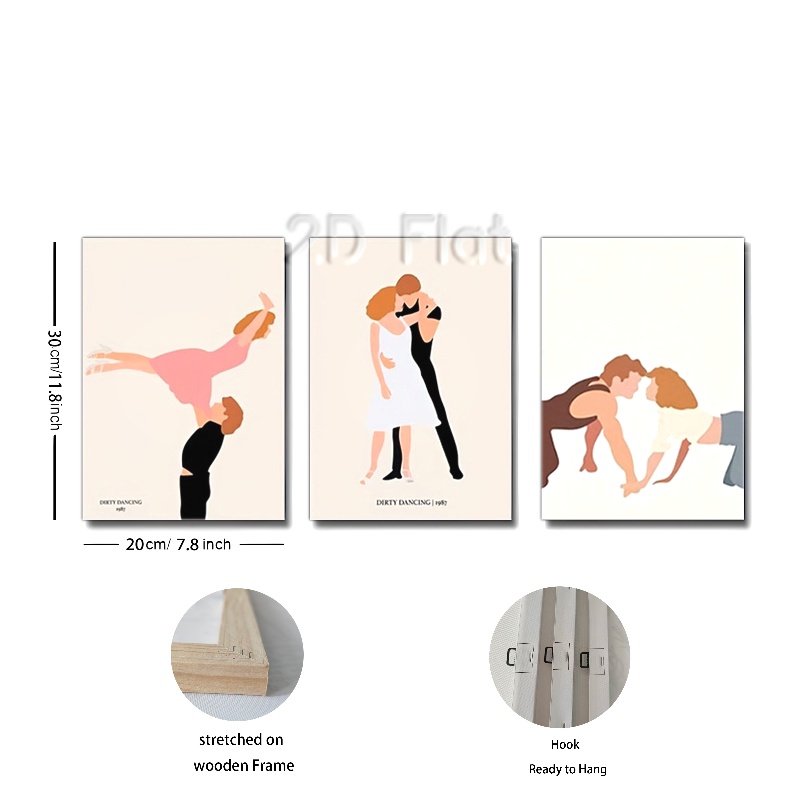 2D Flat
30cm/11.8inch
DIRTY DANCING
1987
DIRTY DANCING | 1987
20cm/ 7.8 inch
stretched on
wooden Frame
Hook
Ready to Hang